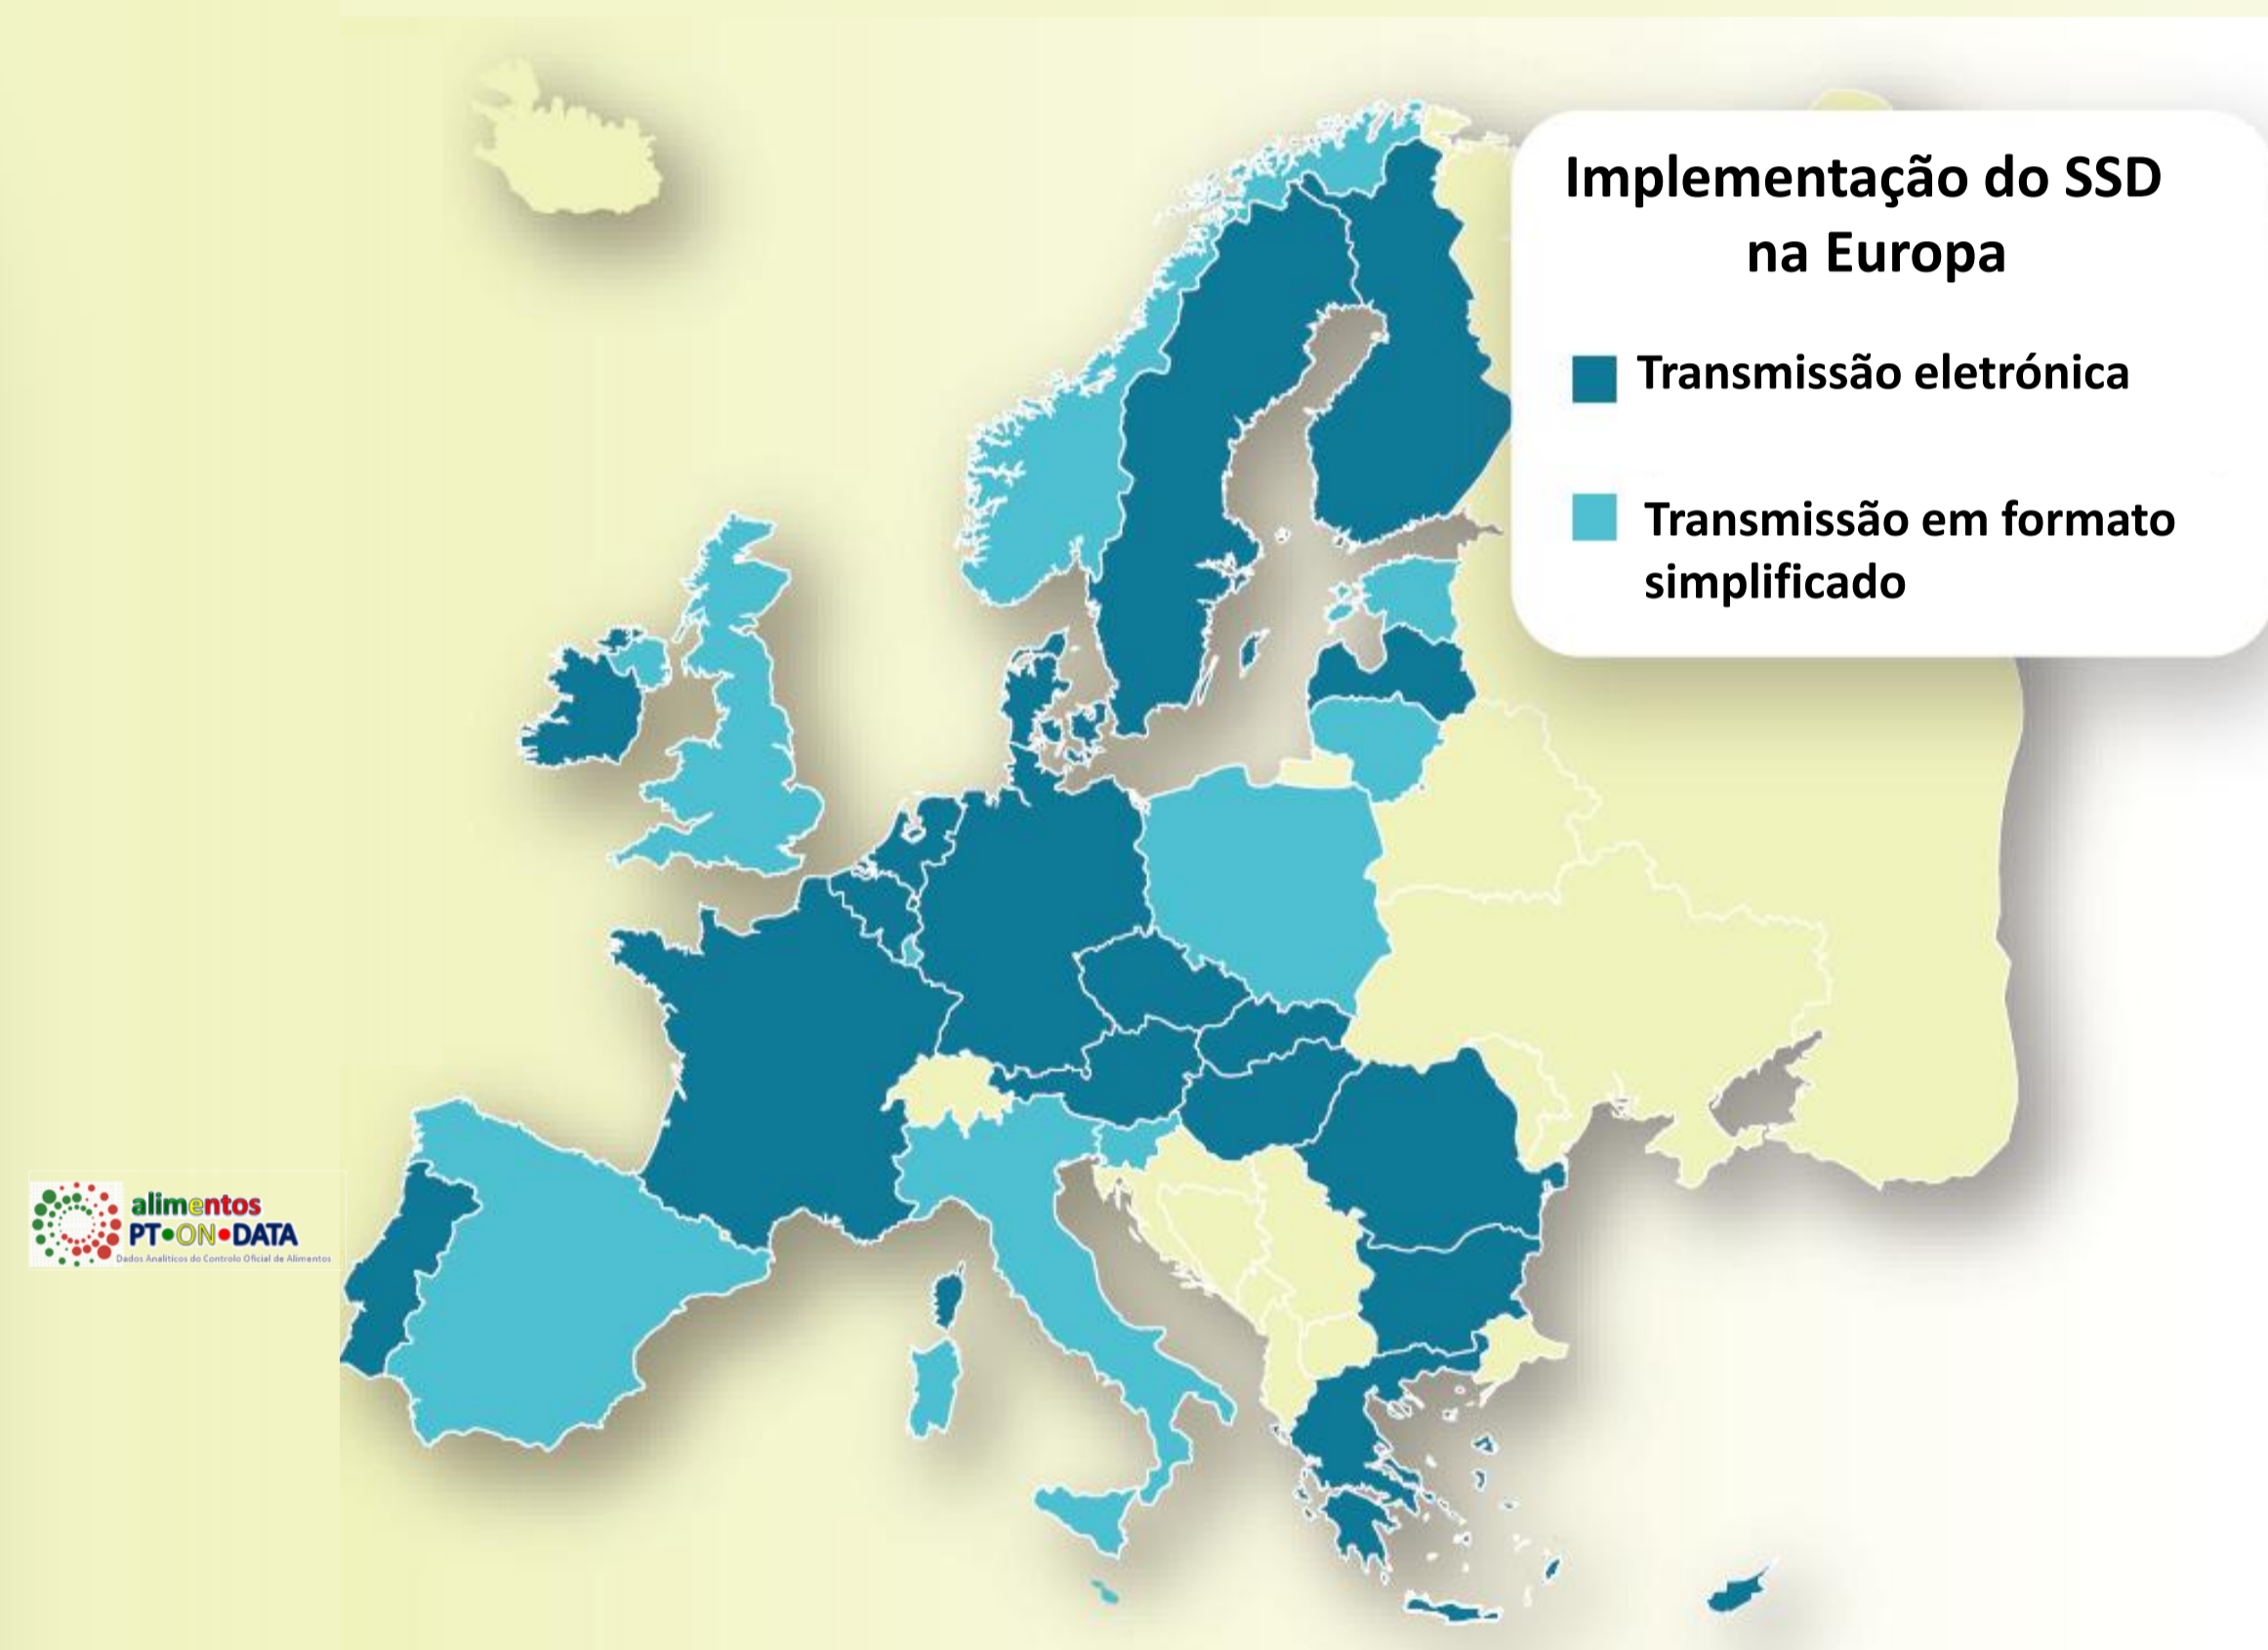 Implementação do SSD
na Europa
Transmissão eletrónica
Transmissão em formato
simplificado
alimentos
PT•ON•DATA
Dados Analíticos do Controlo Oficial de Alimentos